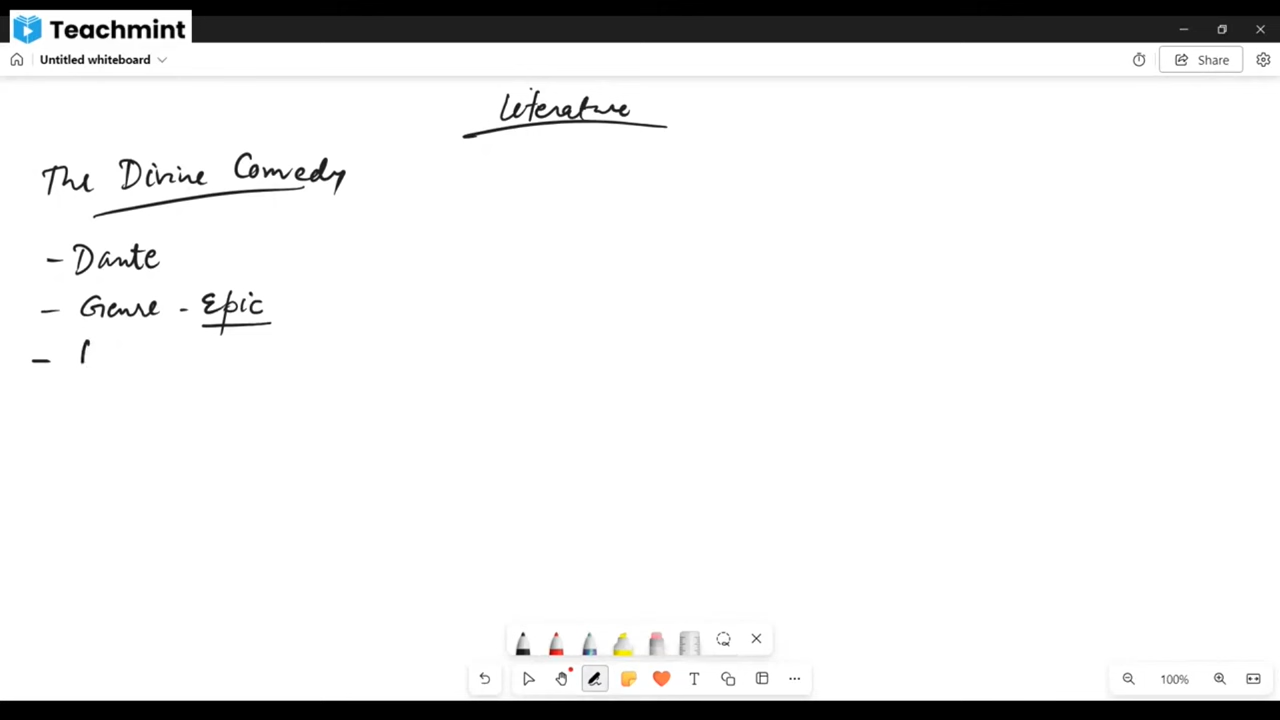 Teachmint
Untitled whiteboard
Share
Literature
The Divine Comedy
- Dante
- Genre - Epic
-
100%